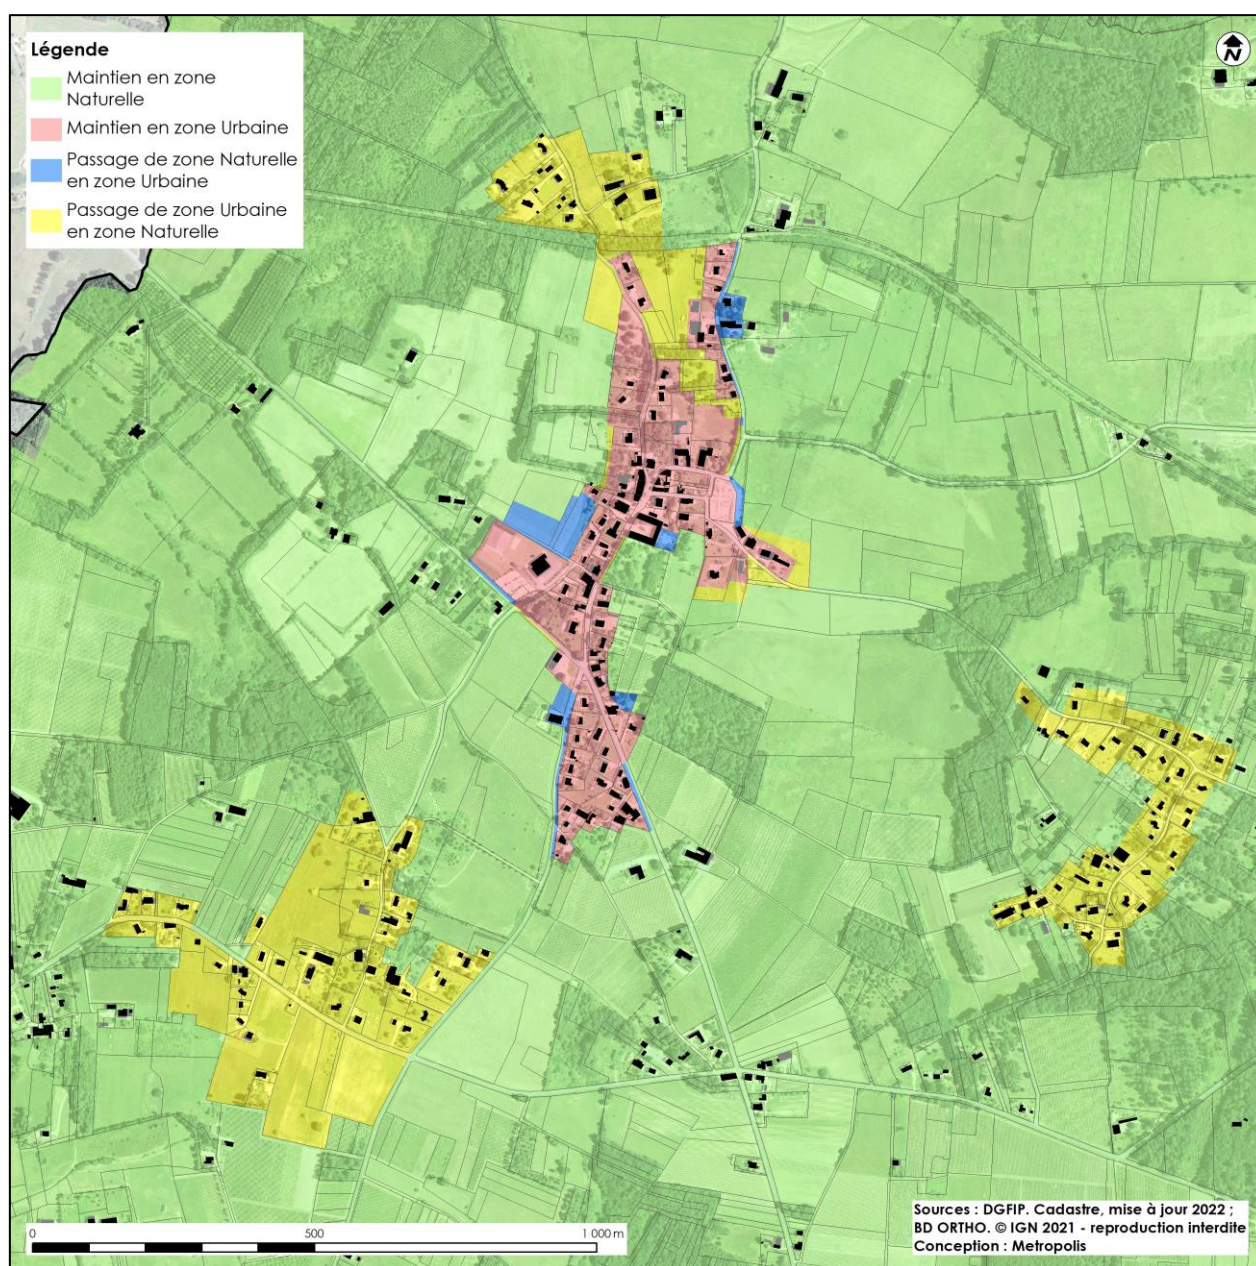 Légende
Maintien en zone
Naturelle
Maintien en zone Urbaine
Passage de zone Naturelle
en zone Urbaine
Passage de zone Urbaine
en zone Naturelle
N
0 500 1 000 m
Sources : DGFIP. Cadastre, mise à jour 2022 ;
BD ORTHO. © IGN 2021 - reproduction interdite
Conception : Metropolis